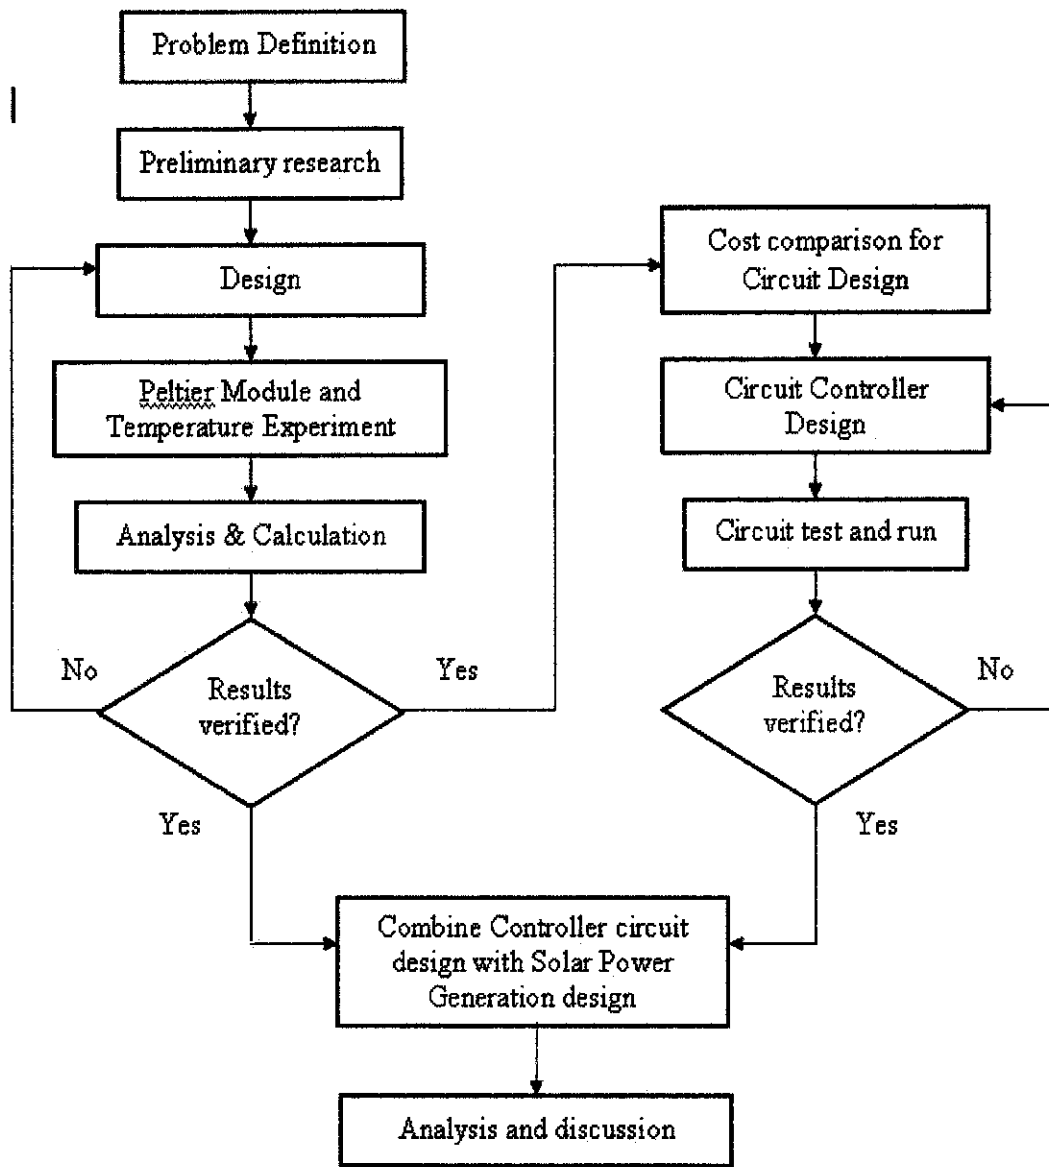 Problem Definition
Preliminary research
Design
Peltier Module and
Temperature Experiment
Analysis & Calculation
No
Results
verified?
Yes
Yes
Cost comparison for
Circuit Design
Circuit Controller
Design
Circuit test and run
Results
verified?
No
Yes
Combine Controller circuit
design with Solar Power
Generation design
Analysis and discussion